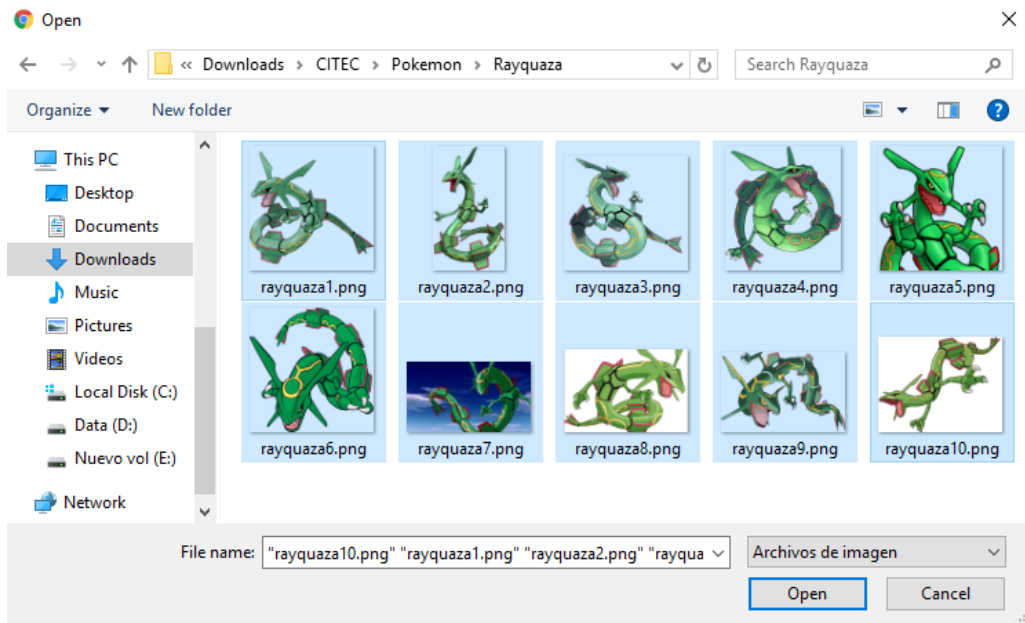 Open
« Downloads > CITEC > Pokemon > Rayquaza
Search Rayquaza
Organize
New folder
This PC
Desktop
Documents
Downloads
Music
Pictures
Videos
Local Disk (C:)
Data (D:)
Nuevo vol (E:)
Network
rayquaza1.png
rayquaza2.png
rayquaza3.png
rayquaza4.png
rayquaza5.png
rayquaza6.png
rayquaza7.png
rayquaza8.png
rayquaza9.png
rayquaza10.png
File name: "rayquaza10.png" "rayquaza1.png" "rayquaza2.png" "rayqua
Archivos de imagen
Open
Cancel